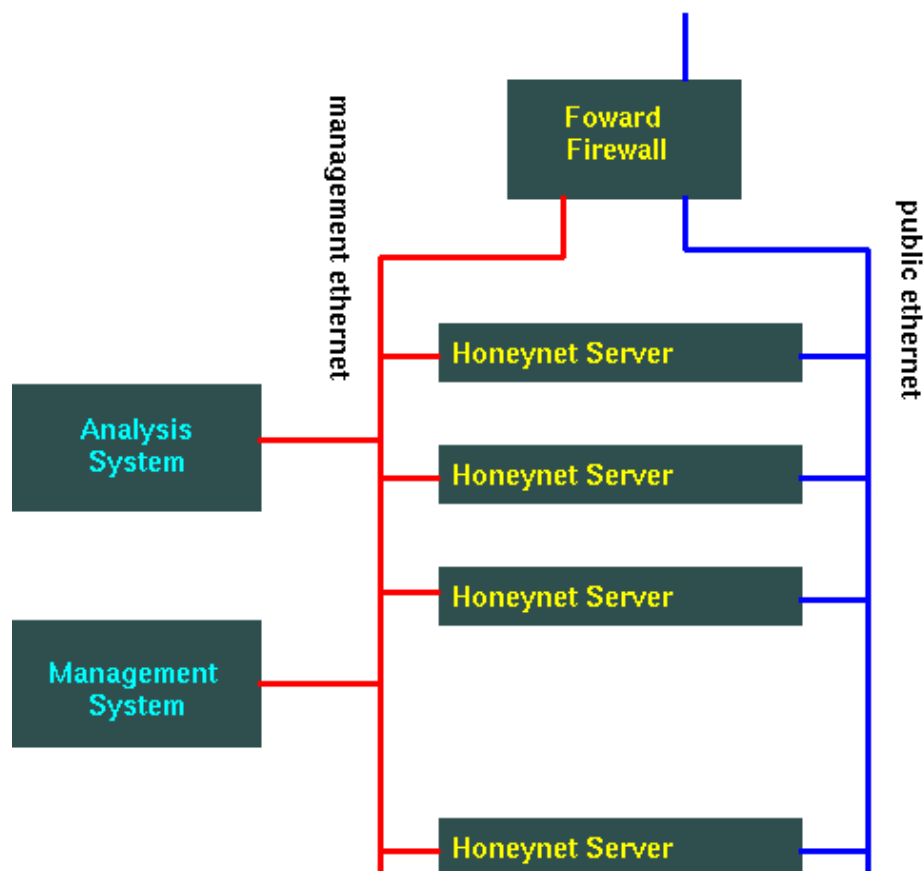 Foward
Firewall
management ethernet
public ethernet
Honeynet Server
Analysis
System
Honeynet Server
Honeynet Server
Management
System
Honeynet Server